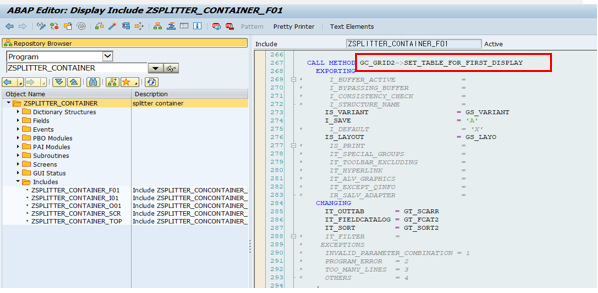 ABAP Editor: Display Include ZSPLITTER_CONTAINER_F01
Pattern Pretty Printer Text Elements
Repository Browser
Program
ZSPLITTER_CONTAINER
Object Name Description
ZSPLITTER_CONTAINER splitter container
Dictionary Structures
Fields
Events
PBO Modules
PAI Modules
Subroutines
Screens
GUI Status
Includes
ZSPLITTER_CONTAINER_F01 Include ZSPLITTER_CONCONTAINER_
ZSPLITTER_CONTAINER_I01 Include ZSPLITTER_CONCONTAINER_
ZSPLITTER_CONTAINER_O01 Include ZSPLITTER_CONCONTAINER_
ZSPLITTER_CONTAINER_SCR Include ZSPLITTER_CONCONTAINER_
ZSPLITTER_CONTAINER_TOP Include ZSPLITTER_CONCONTAINER_
Include ZSPLITTER_CONTAINER_F01 Active
266
267 CALL METHOD GC_GRID2->SET_TABLE_FOR_FIRST_DISPLAY
268 EXPORTING
269 * I_BUFFER_ACTIVE =
270 * I_BYPASSING_BUFFER =
271 * I_CONSISTENCY_CHECK =
272 * I_STRUCTURE_NAME =
273 IS_VARIANT = GS_VARIANT
274 I_SAVE = 'A'
275 * I_DEFAULT = 'X'
276 IS_LAYOUT = GS_LAYO
277 * IS_PRINT =
278 * IT_SPECIAL_GROUPS =
279 * IT_TOOLBAR_EXCLUDING =
280 * IT_HYPERLINK =
281 * IT_ALV_GRAPHICS =
282 * IT_EXCEPT_QINFO =
283 * IR_SALV_ADAPTER =
284 CHANGING
285 IT_OUTTAB = GT_SCARR
286 IT_FIELDCATALOG = GT_FCAT2
287 IT_SORT = GT_SORT2
288 * IT_FILTER =
289 * EXCEPTIONS
290 * INVALID_PARAMETER_COMBINATION = 1
291 * PROGRAM_ERROR = 2
292 * TOO_MANY_LINES = 3
293 * OTHERS = 4
294 .